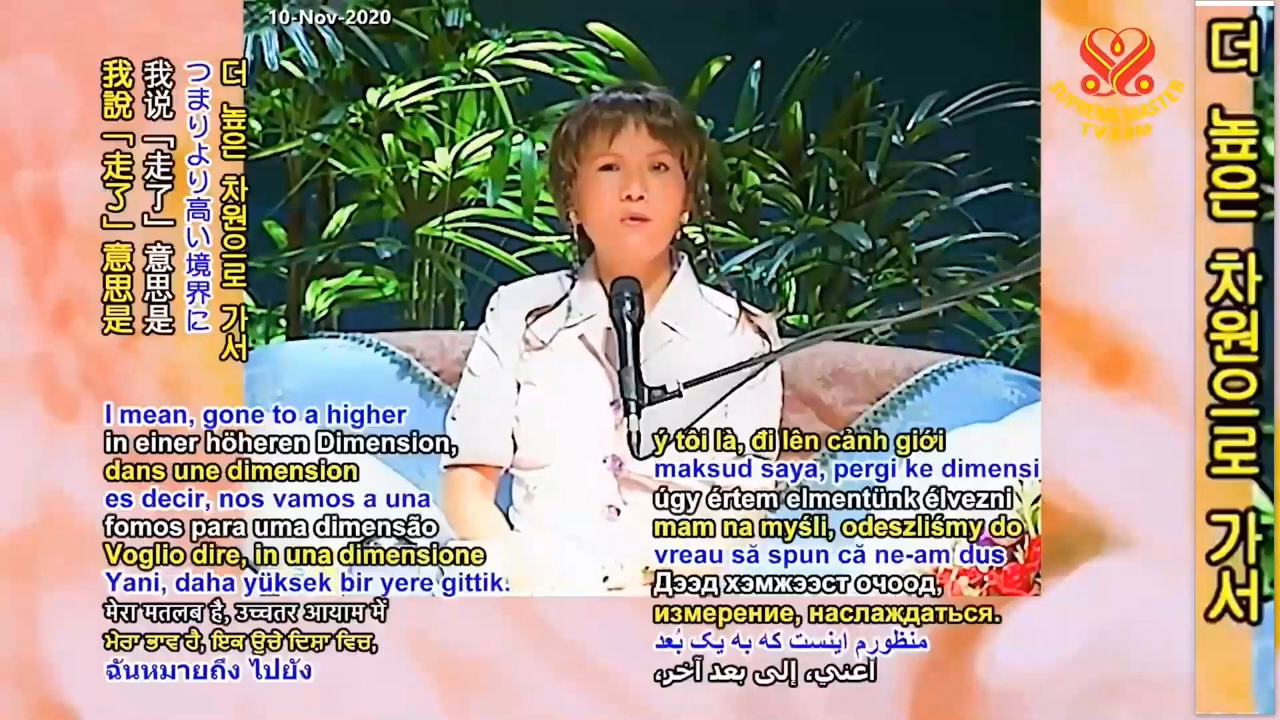 10-Nov-2020
SUPREME MASTER
TV.COM
더 높은 차원으로 가서
つまりより高い境界に
我说「走了」意思是
我說「走了」意思是
I mean, gone to a higher
in einer höheren Dimension,
dans une dimension
es decir, nos vamos a una
fomos para uma dimensão
Voglio dire, in una dimensione
Yani, daha yüksek bir yere gittik.
मेरा मतलब है, उच्चतर आयाम में
ਮੇਰਾ ਭਾਵ ਹੈ, ਇਕ ਉਚੇ ਦਿਸ਼ਾ ਵਿਚ,
ฉันหมายถึง ไปยัง
ý tôi là, đi lên cảnh giới
maksud saya, pergi ke dimensi
úgy értem elmentünk élvezni
mam na myśli, odeszliśmy do
vreau să spun că ne-am dus
Дээд хэмжээст очоод,
измерение, наслаждаться.
منظورم اینست که به یک بُعد
أعني، إلى بعد آخر،
더 높은 차원으로 가서